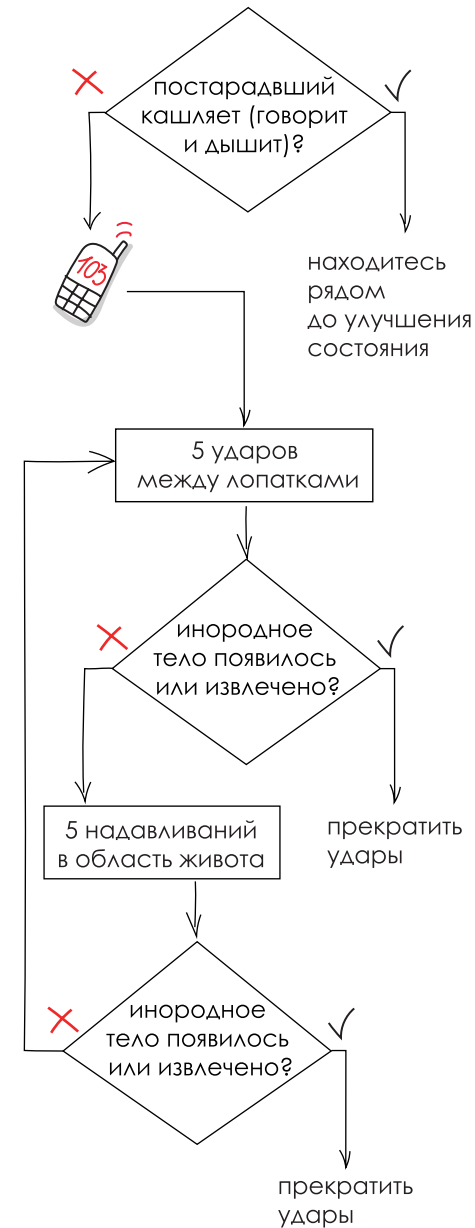 постарадвший
кашляет (говорит
и дышит)?
103
находитесь
рядом
до улучшения
состояния
5 ударов
между лопатками
инородное
тело появилось
или извлечено?
5 надавливаний
в область живота
прекратить
удары
инородное
тело появилось
или извлечено?
прекратить
удары